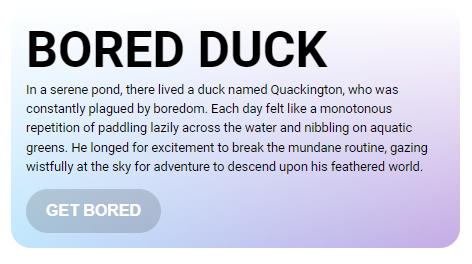 BORED DUCK
In a serene pond, there lived a duck named Quackington, who was
constantly plagued by boredom. Each day felt like a monotonous
repetition of paddling lazily across the water and nibbling on aquatic
greens. He longed for excitement to break the mundane routine, gazing
wistfully at the sky for adventure to descend upon his feathered world.
GET BORED